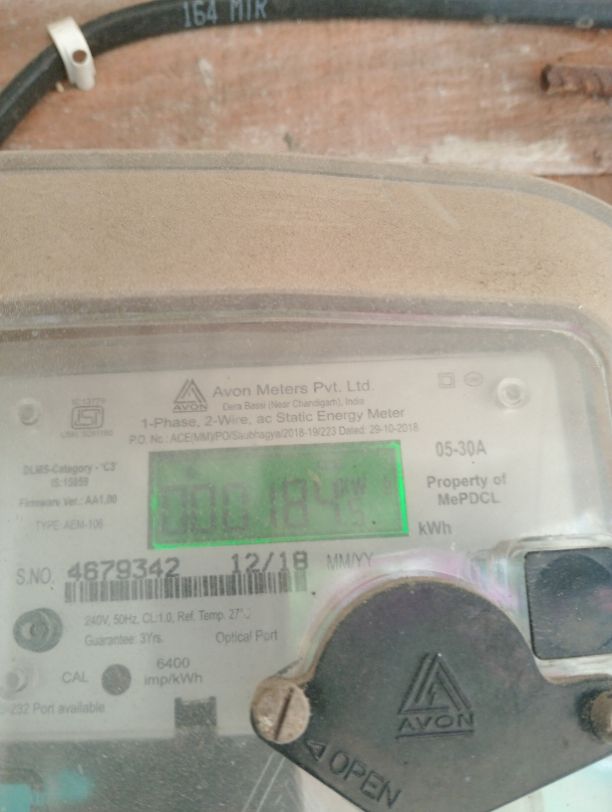 164 MTR
Avon Meters Pvt. Ltd.
AVON
Dera Bassi (Near Chandigarh), India
1-Phase, 2-Wire, ac Static Energy Meter
P.O. No.: ACE(MM)/PO/Saubhagya/2018-19/223 Dated: 29-10-2018
IS:13779
DLMS-Category - 'C3'
IS:15959
Firmware Ver.: AA1.00
TYPE-AEM-106
05-30A
Property of
MePDCL
kWh
S.NO. 4679342 12/18 MM/YY
240V, 50Hz, CL:1.0, Ref. Temp. 27°C
Guarantee: 3Yrs. Optical Port
CAL
6400
imp/kWh
232 Port available
AVON
OPEN